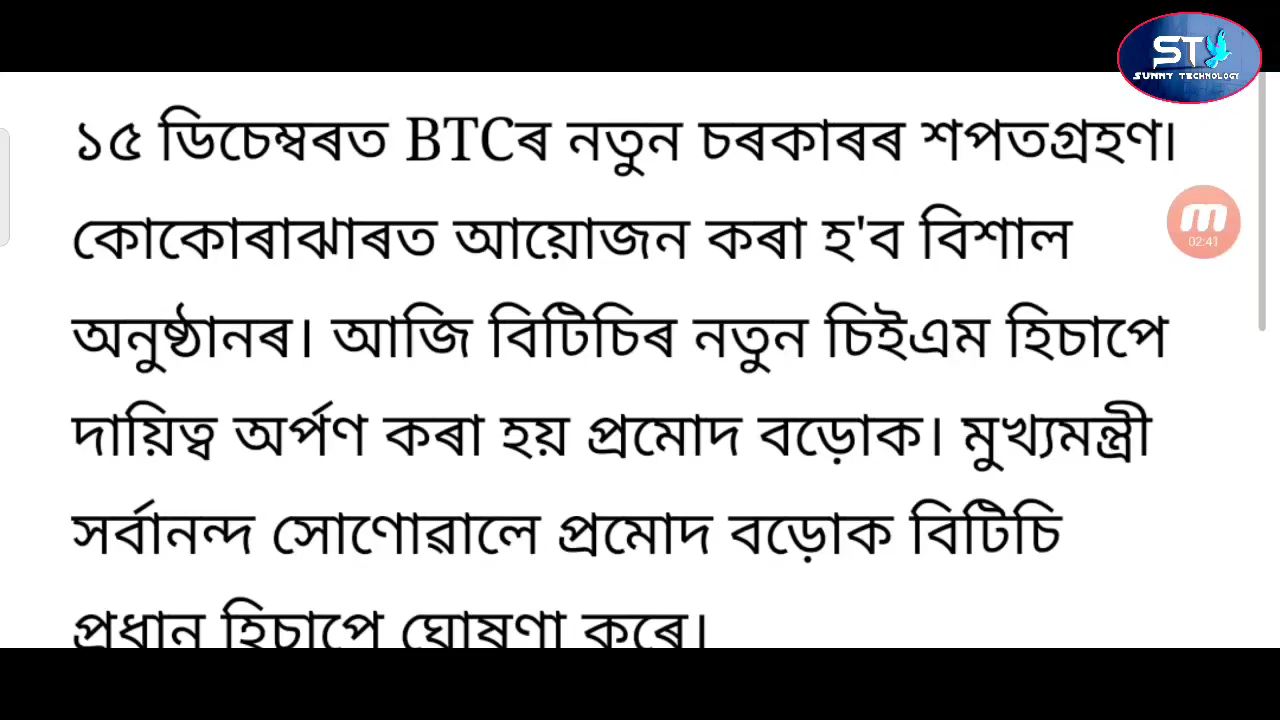 ST
SUNNY TECHNOLOGY
১৫ ডিচেম্বৰত BTCৰ নতুন চৰকাৰৰ শপতগ্ৰহণ।
কোকোৰাঝাৰত আয়োজন কৰা হ'ব বিশাল
02:41
অনুষ্ঠানৰ। আজি বিটিচিৰ নতুন চিইএম হিচাপে
দায়িত্ব অৰ্পণ কৰা হয় প্ৰমোদ বড়োক। মুখ্যমন্ত্ৰী
সৰ্বানন্দ সোণোৱালে প্ৰমোদ বড়োক বিটিচি
প্ৰধান হিচাপে ঘোষণা কৰে।